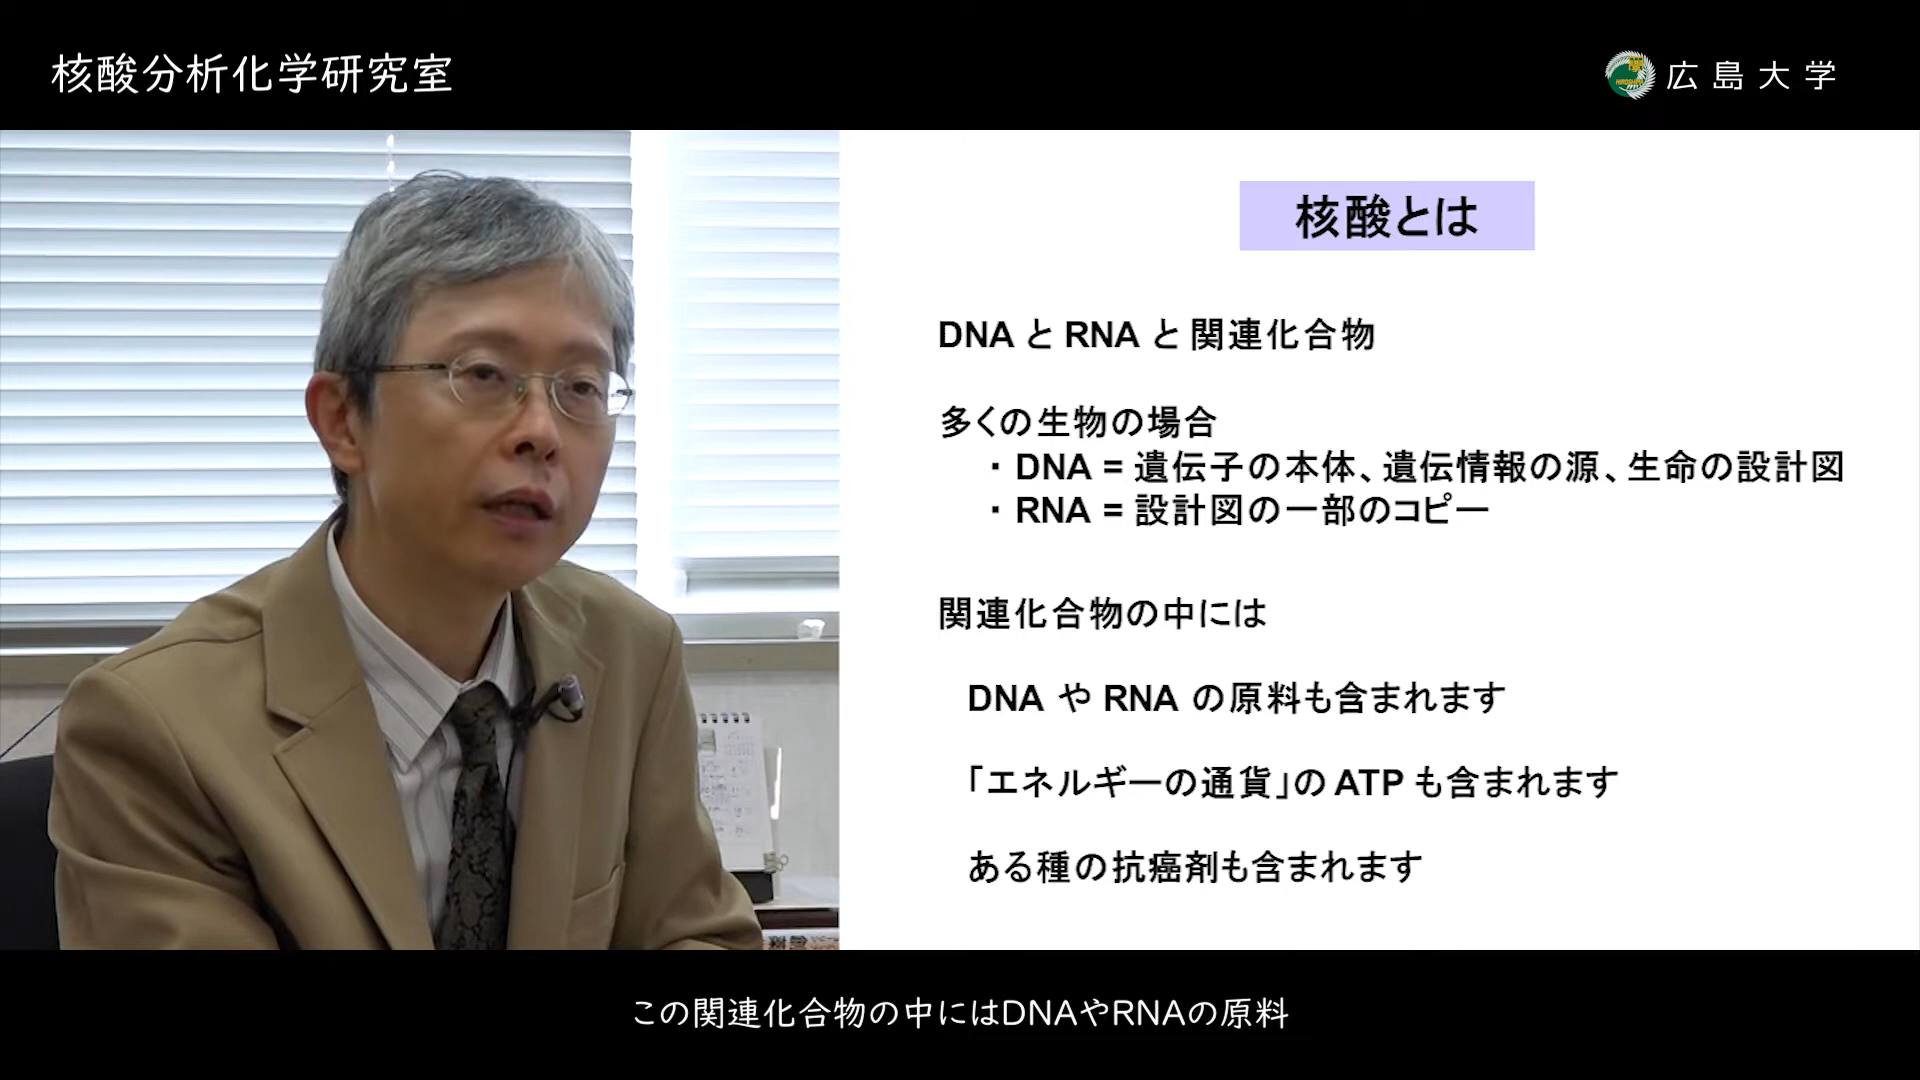 核酸分析化学研究室
広島大学
核酸とは
DNA と RNA と 関連化合物
多くの生物の場合
・ DNA = 遺伝子の本体、遺伝情報の源、生命の設計図
・ RNA = 設計図の一部のコピー
関連化合物の中には
DNA や RNA の原料も含まれます
「エネルギーの通貨」の ATP も含まれます
ある種の抗癌剤も含まれます
この関連化合物の中にはDNAやRNAの原料